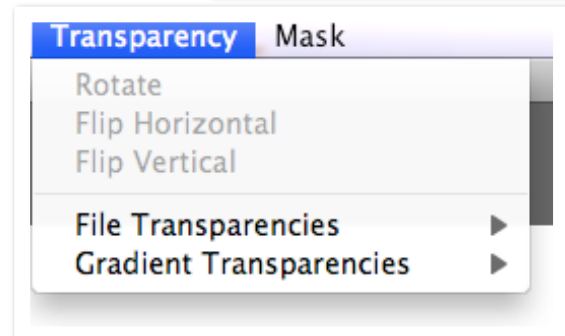 Transparency Mask
Rotate
Flip Horizontal
Flip Vertical
File Transparencies
Gradient Transparencies